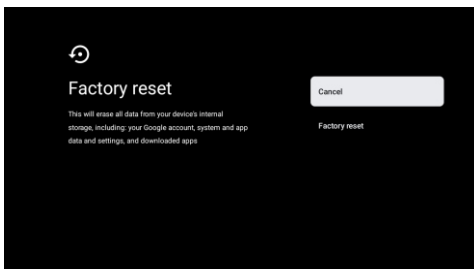 Factory reset
This will erase all data from your device's internal
storage, including: your Google account, system and app
data and settings, and downloaded apps
Cancel
Factory reset